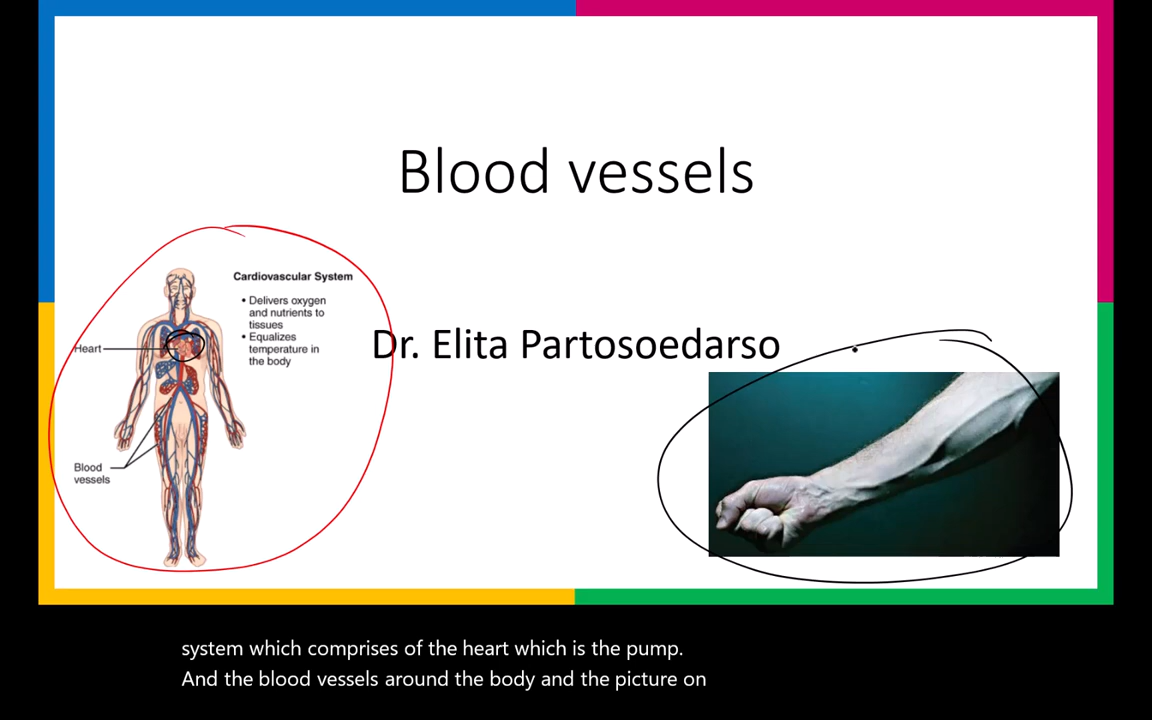 Blood vessels
Cardiovascular System
• Delivers oxygen
and nutrients to
tissues
• Equalizes
temperature in
the body
Heart
Blood
vessels
Dr. Elita Partosoedarso
system which comprises of the heart which is the pump.
And the blood vessels around the body and the picture on